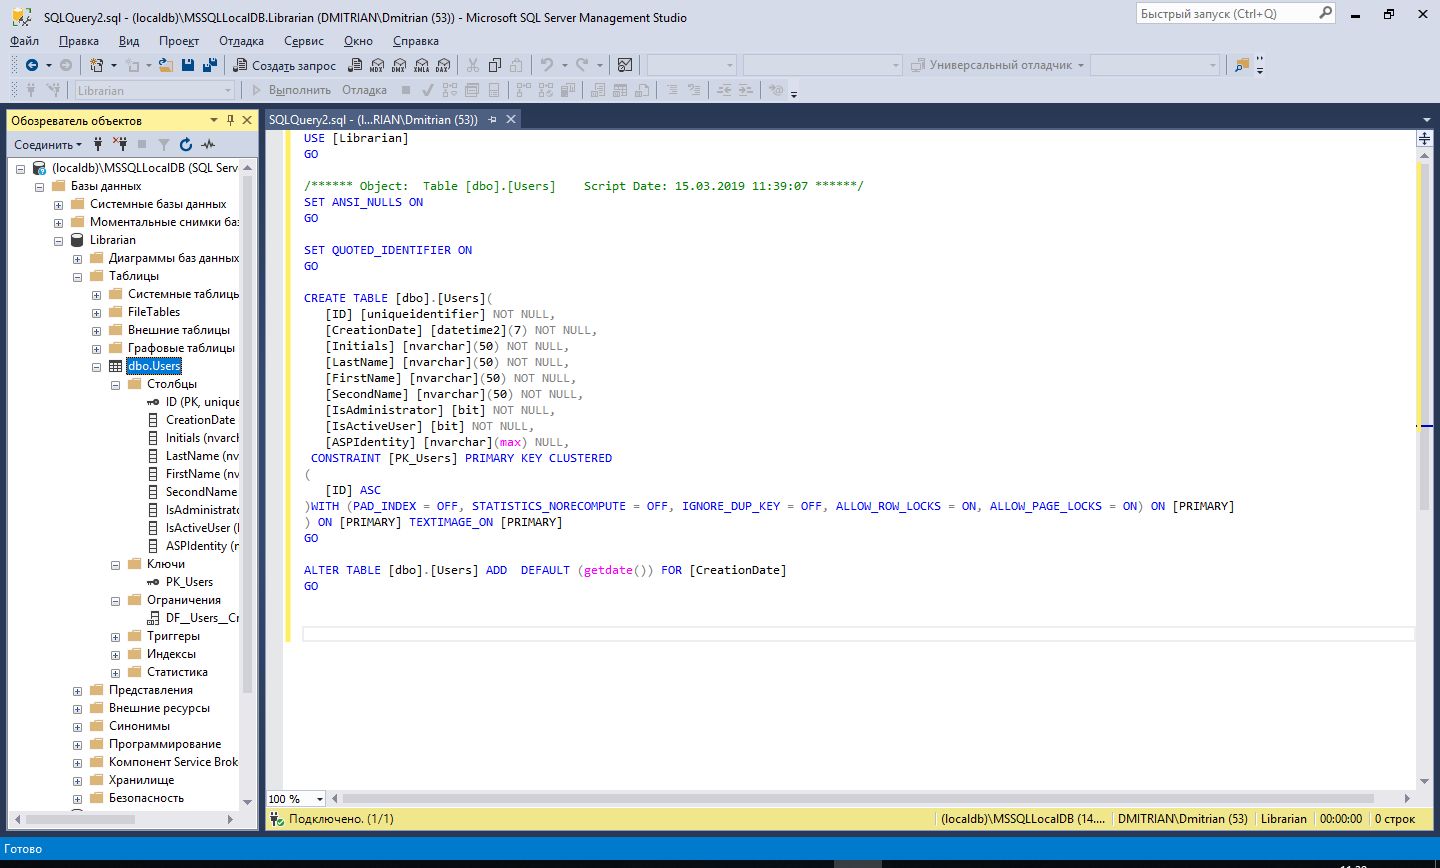 SQLQuery2.sql - (localdb)\MSSQLLocalDB.Librarian (DMITRIAN\Dmitrian (53)) - Microsoft SQL Server Management Studio
Быстрый запуск (Ctrl+Q)
Файл Правка Вид Проект Отладка Сервис Окно Справка
Создать запрос
MDX DMX XMLA DAX
Универсальный отладчик
Librarian
Выполнить Отладка
Обозреватель объектов
Соединить
(localdb)\MSSQLLocalDB (SQL Serv
Базы данных
Системные базы данных
Моментальные снимки баз
Librarian
Диаграммы баз данных
Таблицы
Системные таблицы
FileTables
Внешние таблицы
Графовые таблицы
dbo.Users
Столбцы
ID (PK, unique
CreationDate
Initials (nvarch
LastName (nv
FirstName (nv
SecondName
IsAdministrato
IsActiveUser (
ASPIdentity (n
Ключи
PK_Users
Ограничения
DF__Users__Cr
Триггеры
Индексы
Статистика
Представления
Внешние ресурсы
Синонимы
Программирование
Компонент Service Brok
Хранилище
Безопасность
SQLQuery2.sql - (l...RIAN\Dmitrian (53))
USE [Librarian]
GO
/****** Object:  Table [dbo].[Users]    Script Date: 15.03.2019 11:39:07 ******/
SET ANSI_NULLS ON
GO
SET QUOTED_IDENTIFIER ON
GO
CREATE TABLE [dbo].[Users](
[ID] [uniqueidentifier] NOT NULL,
[CreationDate] [datetime2](7) NOT NULL,
[Initials] [nvarchar](50) NOT NULL,
[LastName] [nvarchar](50) NOT NULL,
[FirstName] [nvarchar](50) NOT NULL,
[SecondName] [nvarchar](50) NOT NULL,
[IsAdministrator] [bit] NOT NULL,
[IsActiveUser] [bit] NOT NULL,
[ASPIdentity] [nvarchar](max) NULL,
CONSTRAINT [PK_Users] PRIMARY KEY CLUSTERED
(
[ID] ASC
)WITH (PAD_INDEX = OFF, STATISTICS_NORECOMPUTE = OFF, IGNORE_DUP_KEY = OFF, ALLOW_ROW_LOCKS = ON, ALLOW_PAGE_LOCKS = ON) ON [PRIMARY]
) ON [PRIMARY] TEXTIMAGE_ON [PRIMARY]
GO
ALTER TABLE [dbo].[Users] ADD  DEFAULT (getdate()) FOR [CreationDate]
GO
100 %
Подключено. (1/1)
(localdb)\MSSQLLocalDB (14.... DMITRIAN\Dmitrian (53) Librarian 00:00:00 0 строк
Готово